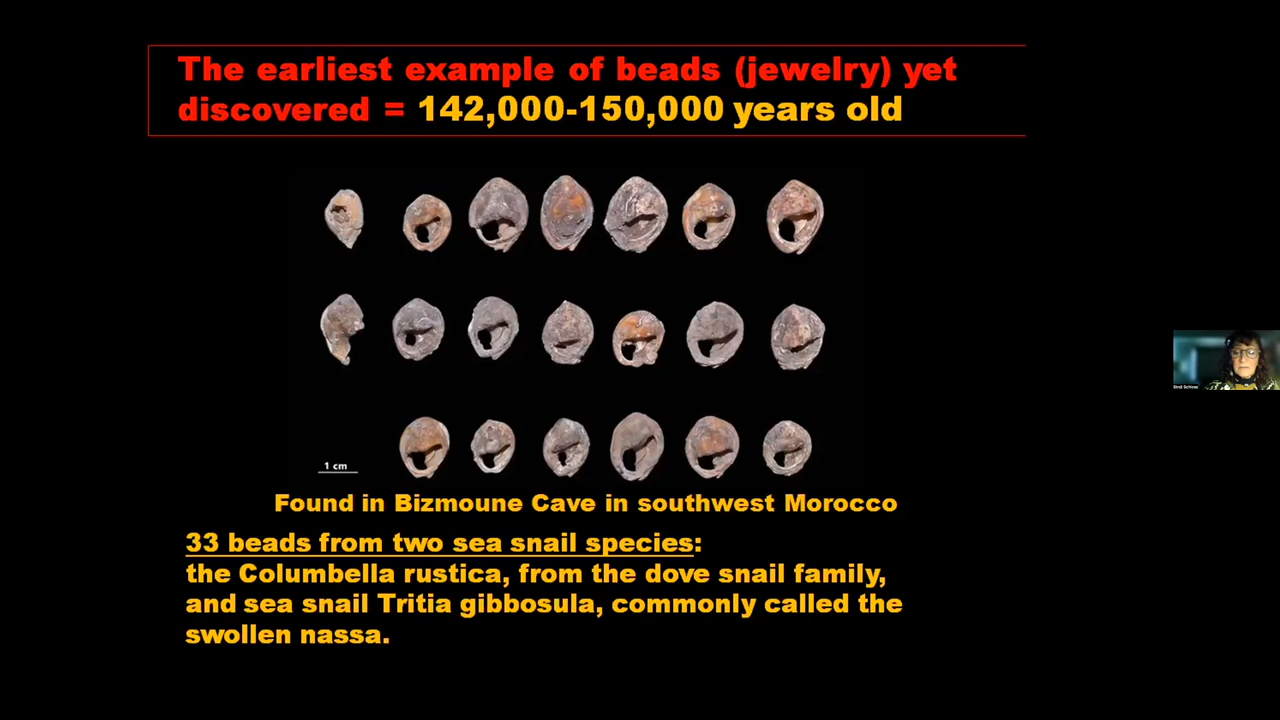 The earliest example of beads (jewelry) yet
discovered = 142,000-150,000 years old
1 cm
Found in Bizmoune Cave in southwest Morocco
33 beads from two sea snail species:
the Columbella rustica, from the dove snail family,
and sea snail Tritia gibbosula, commonly called the
swollen nassa.